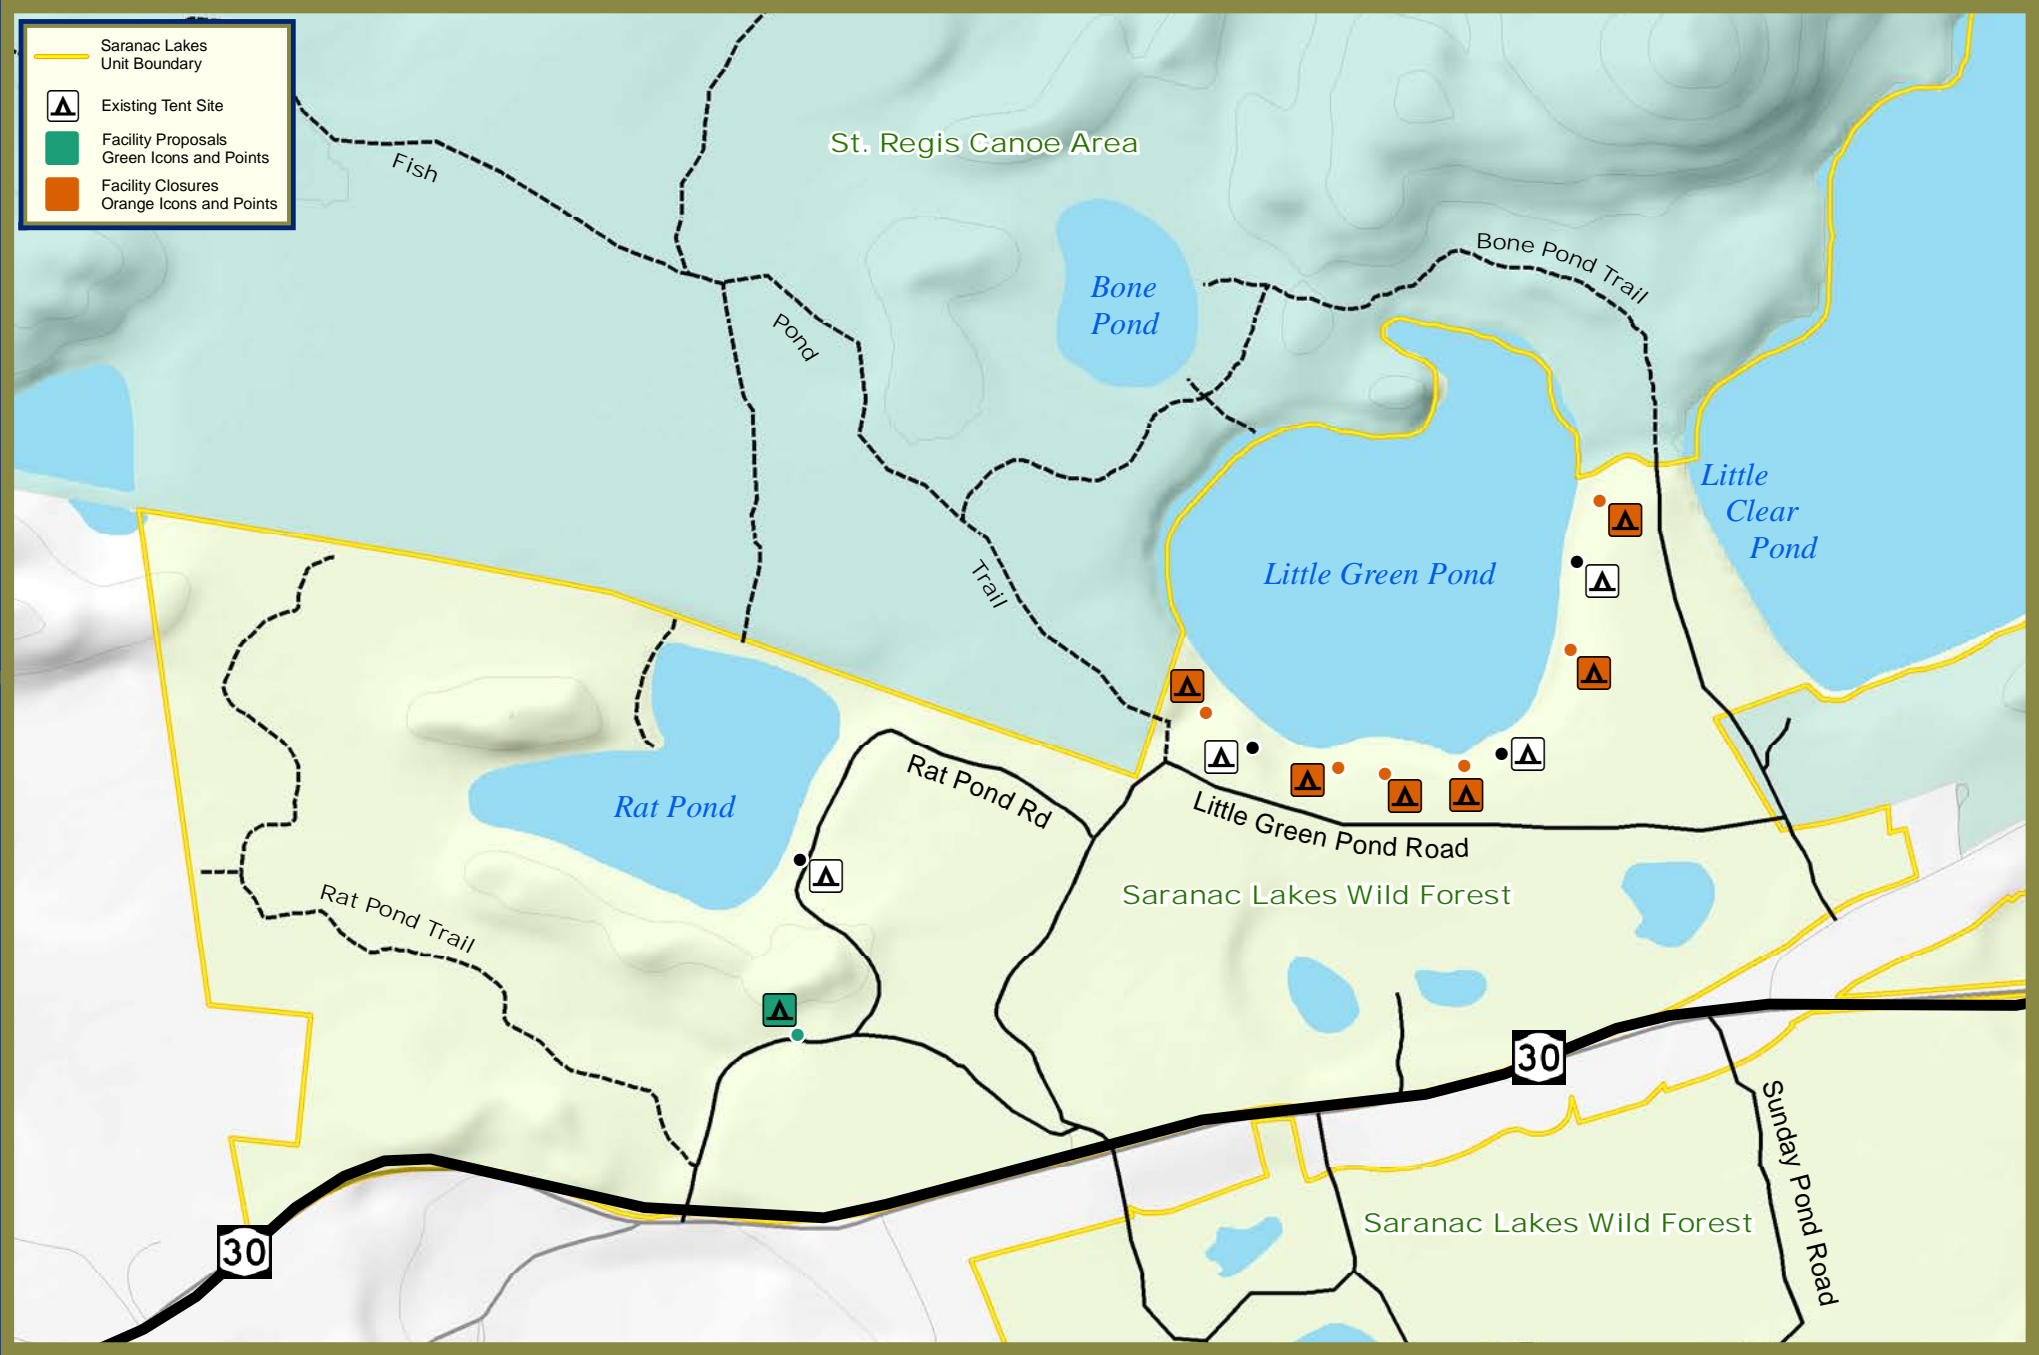 Saranac Lakes
Unit Boundary
Existing Tent Site
Facility Proposals
Green Icons and Points
Facility Closures
Orange Icons and Points
St. Regis Canoe Area
Fish
Pond
Trail
Bone Pond Trail
Bone
Pond
Little
Clear
Pond
Little Green Pond
Rat Pond Rd
Rat Pond
Little Green Pond Road
Saranac Lakes Wild Forest
Rat Pond Trail
30
Sunday Pond Road
Saranac Lakes Wild Forest
30